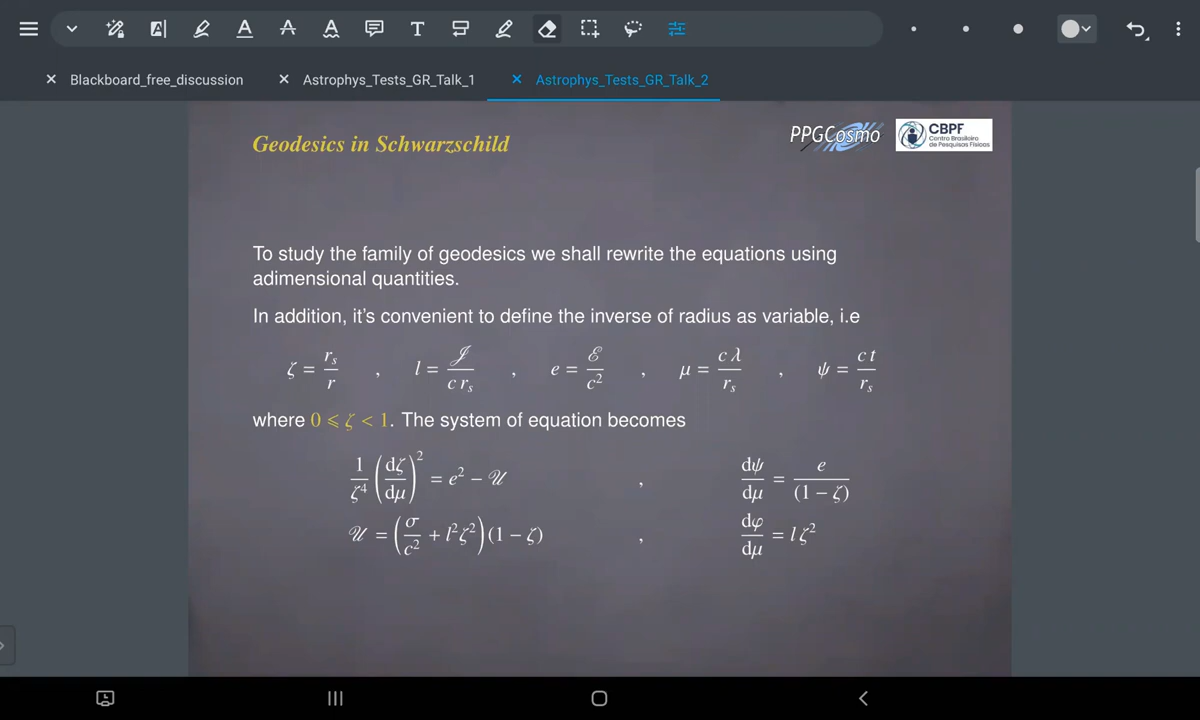 Blackboard_free_discussion
Astrophys_Tests_GR_Talk_1
Astrophys_Tests_GR_Talk_2
Geodesics in Schwarzschild
PPGCosmo
CBPF
Centro Brasileiro
de Pesquisas Físicas
To study the family of geodesics we shall rewrite the equations using
adimensional quantities.
In addition, it's convenient to define the inverse of radius as variable, i.e
ζ = r_s / r , l = 𝒥 / (c r_s) , e = ℰ / c² , μ = c λ / r_s , ψ = c t / r_s
where 0 ⩽ ζ < 1. The system of equation becomes
1/ζ⁴ (dζ/dμ)² = e² − 𝒰 , dψ/dμ = e / (1 − ζ)
𝒰 = (σ/c² + l²ζ²)(1 − ζ) , dφ/dμ = l ζ²